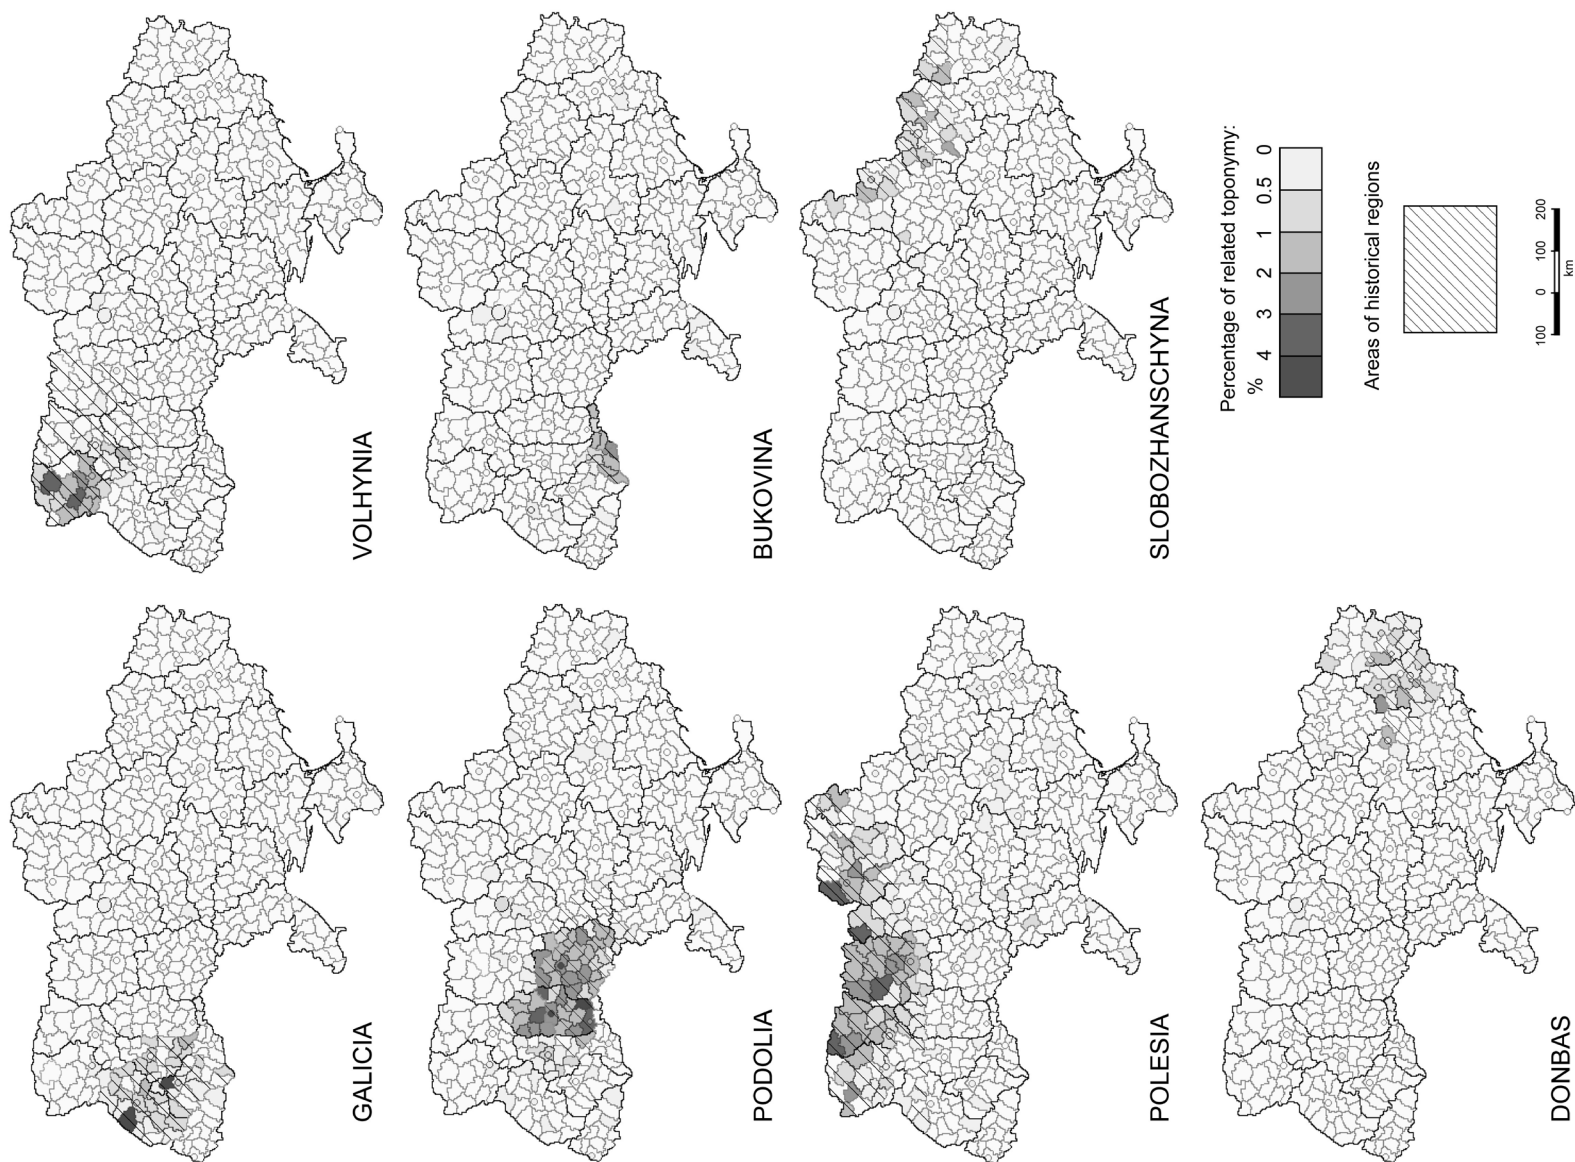 GALICIA
VOLHYNIA
PODOLIA
BUKOVINA
POLESIA
SLOBOZHANSCHYNA
DONBAS
Percentage of related toponymy:
% 4 3 2 1 0.5 0
Areas of historical regions
100 0 100 200
km